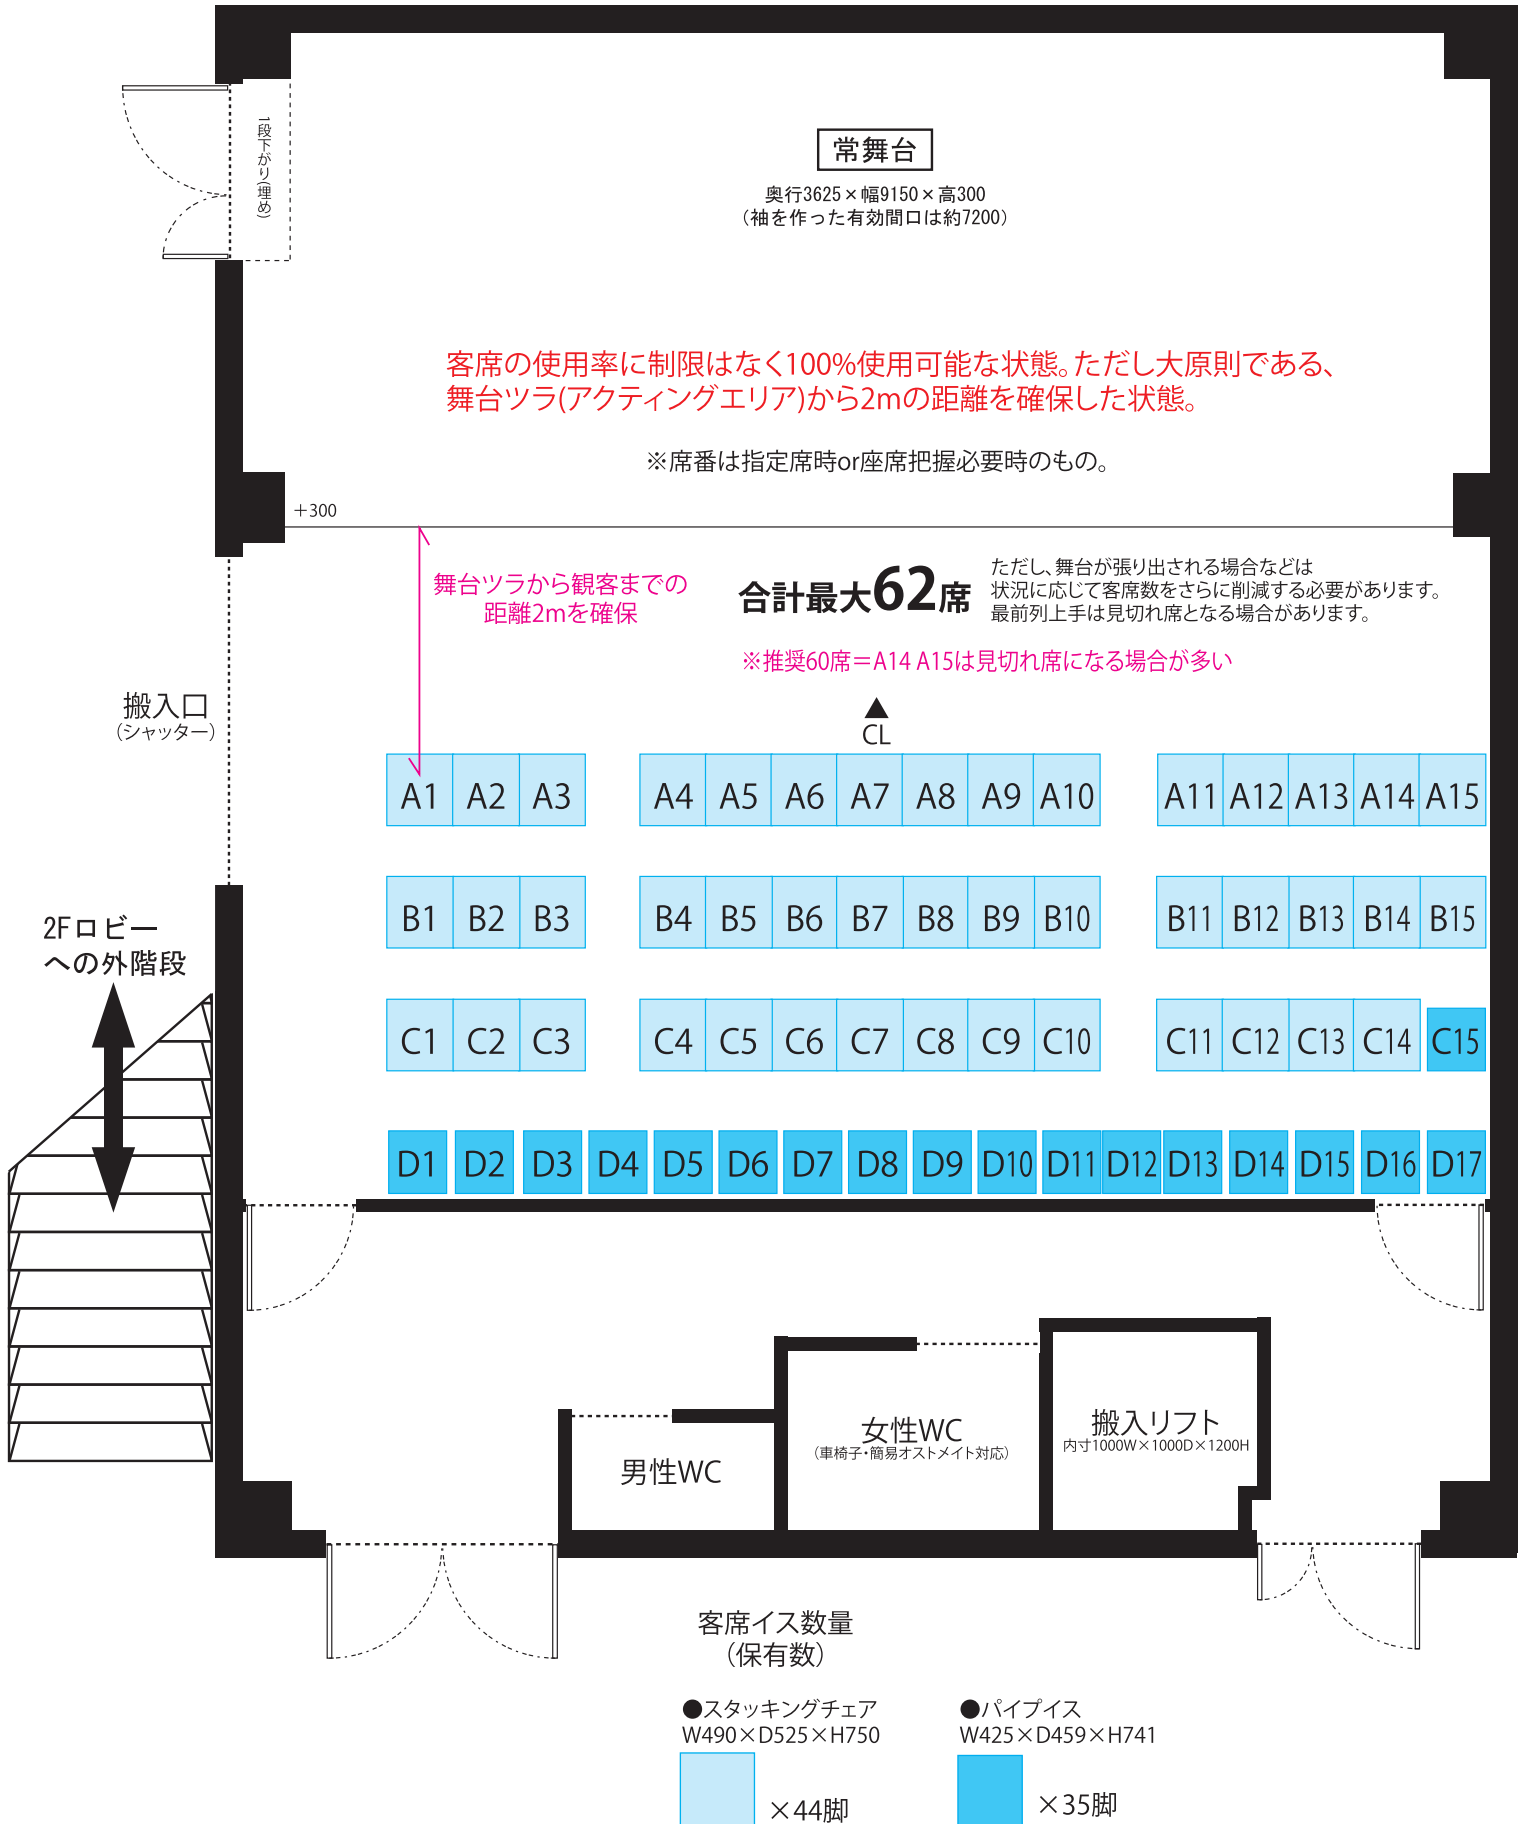 常舞台
奥行3625×幅9150×高300
（袖を作った有効間口は約7200）
1段下がり(埋め)
客席の使用率に制限はなく100%使用可能な状態。ただし大原則である、
舞台ツラ(アクティングエリア)から2mの距離を確保した状態。
※席番は指定席時or座席把握必要時のもの。
＋300
舞台ツラから観客までの
距離2mを確保
合計最大62席
ただし、舞台が張り出される場合などは
状況に応じて客席数をさらに削減する必要があります。
最前列上手は見切れ席となる場合があります。
※推奨60席＝A14 A15は見切れ席になる場合が多い
搬入口
（シャッター）
▲
CL
A1 A2 A3 A4 A5 A6 A7 A8 A9 A10 A11 A12 A13 A14 A15
B1 B2 B3 B4 B5 B6 B7 B8 B9 B10 B11 B12 B13 B14 B15
2Fロビー
への外階段
C1 C2 C3 C4 C5 C6 C7 C8 C9 C10 C11 C12 C13 C14 C15
D1 D2 D3 D4 D5 D6 D7 D8 D9 D10 D11 D12 D13 D14 D15 D16 D17
男性WC
女性WC
（車椅子・簡易オストメイト対応）
搬入リフト
内寸1000W×1000D×1200H
客席イス数量
（保有数）
●スタッキングチェア
W490×D525×H750
×44脚
●パイプイス
W425×D459×H741
×35脚